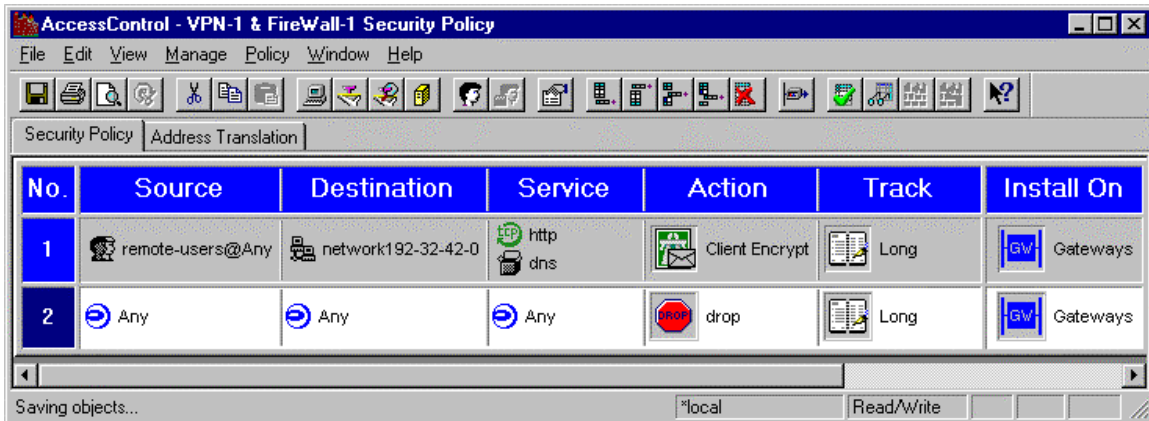 AccessControl - VPN-1 & FireWall-1 Security Policy
File Edit View Manage Policy Window Help
Security Policy Address Translation
No. Source Destination Service Action Track Install On
1 remote-users@Any network192-32-42-0 tcp http dns Client Encrypt Long GW Gateways
2 Any Any Any DROP drop Long GW Gateways
Saving objects... *local Read/Write